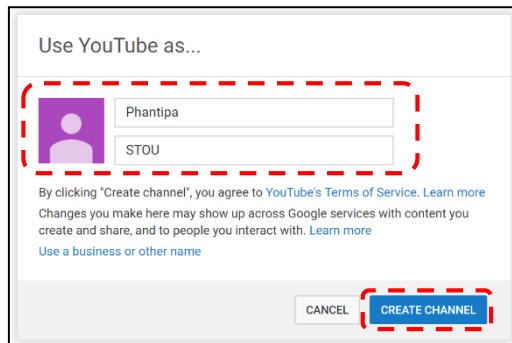 Use YouTube as...
Phantipa
STOU
By clicking "Create channel", you agree to YouTube's Terms of Service. Learn more
Changes you make here may show up across Google services with content you
create and share, and to people you interact with. Learn more
Use a business or other name
CANCEL CREATE CHANNEL